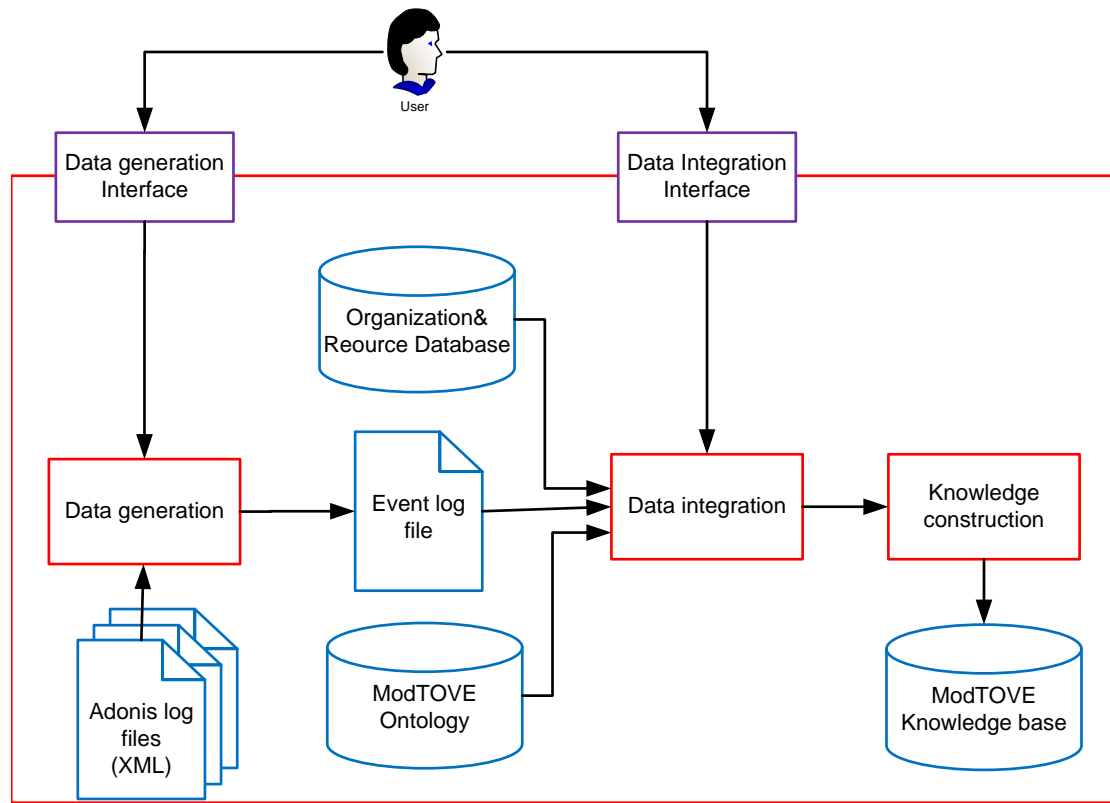 User
Data generation
Interface
Data Integration
Interface
Organization&
Reource Database
Data generation
Event log
file
Data integration
Knowledge
construction
Adonis log
files
(XML)
ModTOVE
Ontology
ModTOVE
Knowledge base